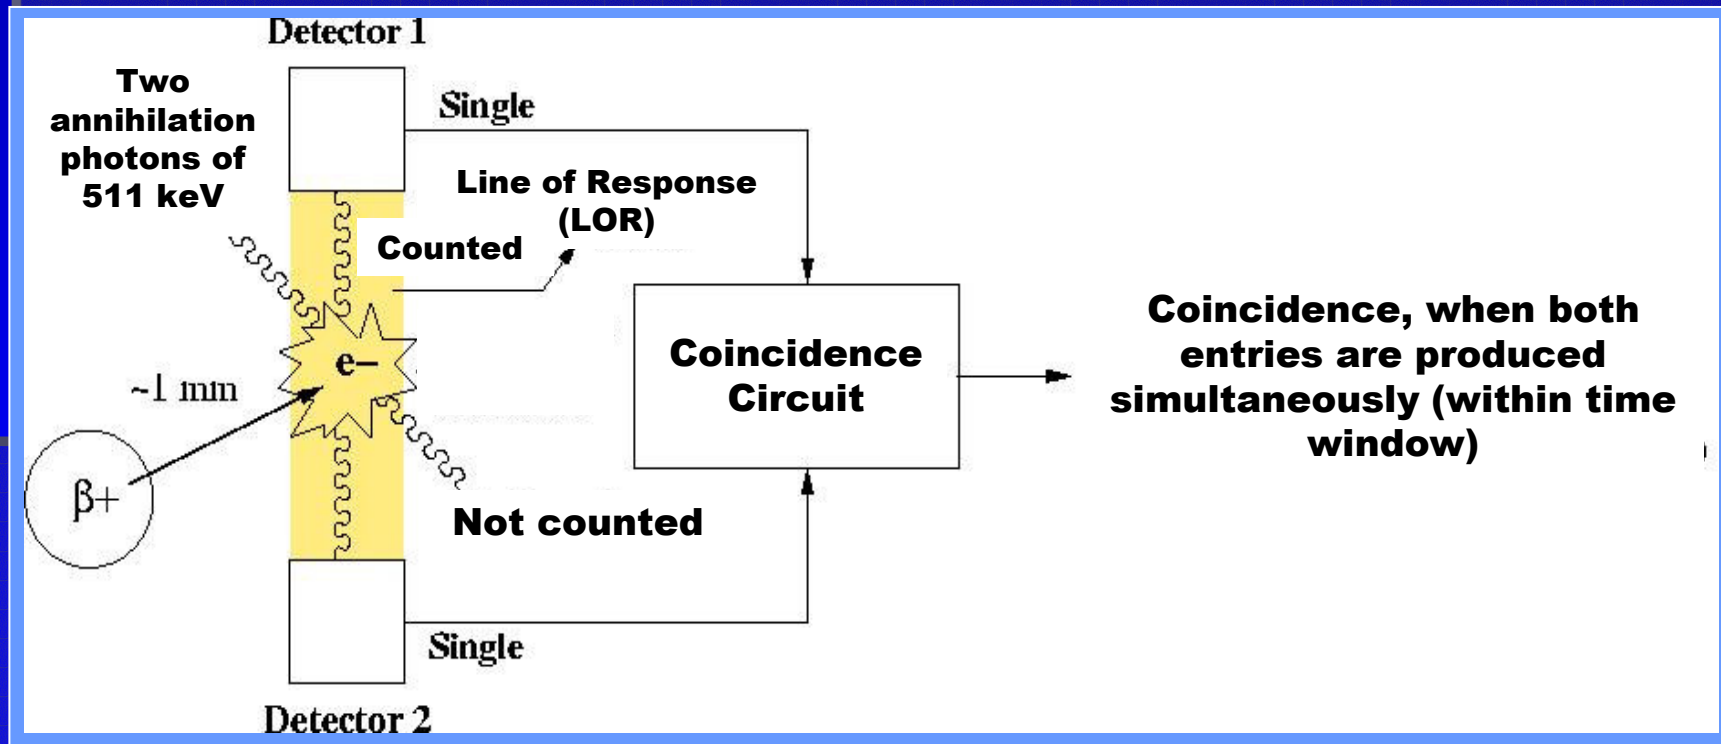 Detector 1
Two
annihilation
photons of
511 keV
Single
Line of Response
(LOR)
Counted
e−
~1 mm
β+
Coincidence
Circuit
Coincidence, when both
entries are produced
simultaneously (within time
window)
Not counted
Single
Detector 2